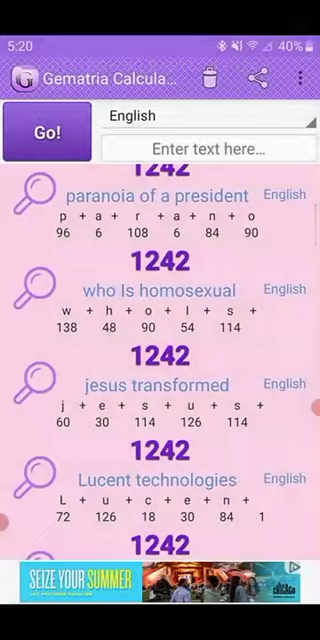 5:20 40%
G Gematria Calcula...
Go! English
Enter text here...
1242
paranoia of a president English
p + a + r + a + n + o
96 6 108 6 84 90
1242
who Is homosexual English
w + h + o + I + s +
138 48 90 54 114
1242
jesus transformed English
j + e + s + u + s +
60 30 114 126 114
1242
Lucent technologies English
L + u + c + e + n +
72 126 18 30 84 1
1242
SEIZE YOUR SUMMER
CHICAGO